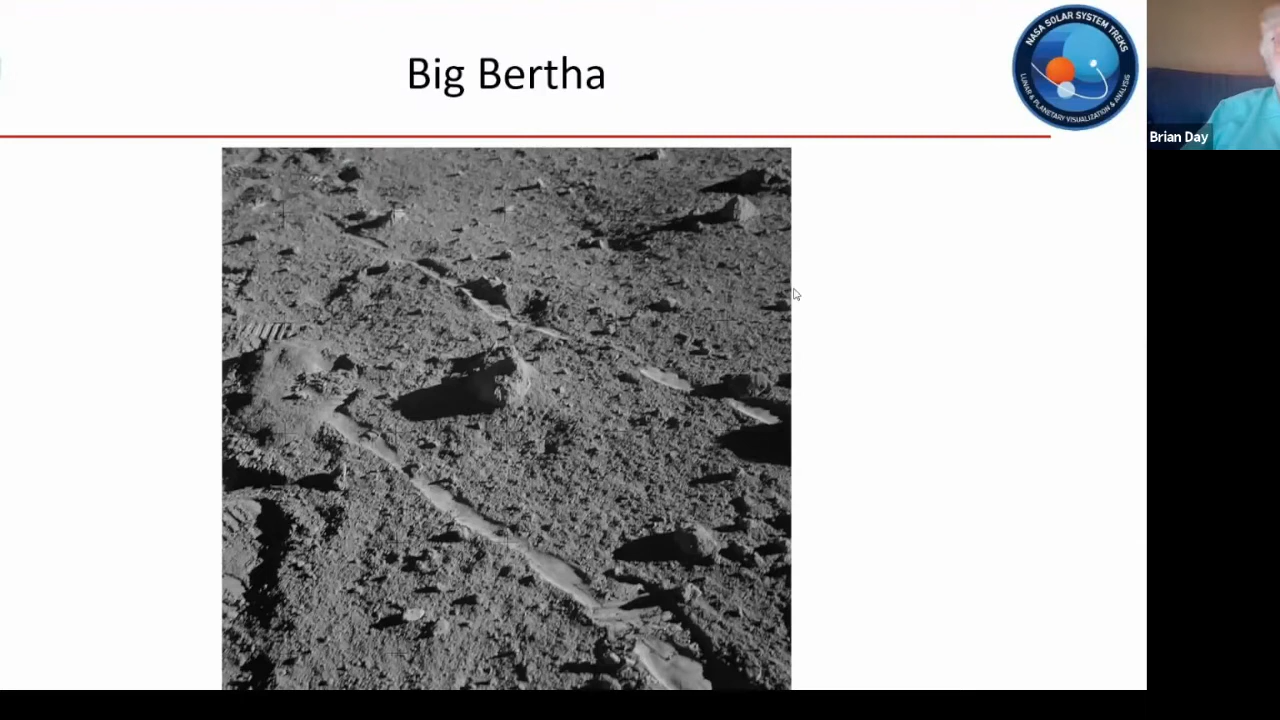 Big Bertha
NASA SOLAR SYSTEM TREKS
LUNAR & PLANETARY VISUALIZATION & ANALYSIS
Brian Day